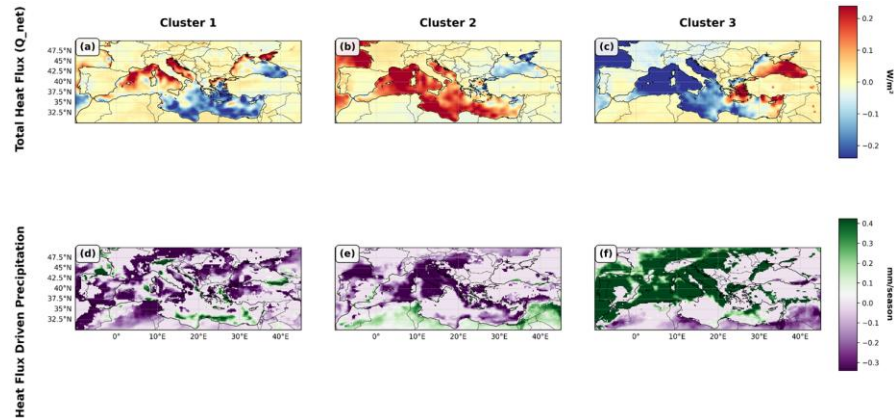 Cluster 1
Cluster 2
Cluster 3
Total Heat Flux (Q_net)
(a)
(b)
(c)
47.5°N
45°N
42.5°N
40°N
37.5°N
35°N
32.5°N
0.2
0.1
0.0
−0.1
−0.2
W/m²
Heat Flux Driven Precipitation
(d)
(e)
(f)
47.5°N
45°N
42.5°N
40°N
37.5°N
35°N
32.5°N
0° 10°E 20°E 30°E 40°E
0° 10°E 20°E 30°E 40°E
0° 10°E 20°E 30°E 40°E
0.4
0.3
0.2
0.1
0.0
−0.1
−0.2
−0.3
mm/season